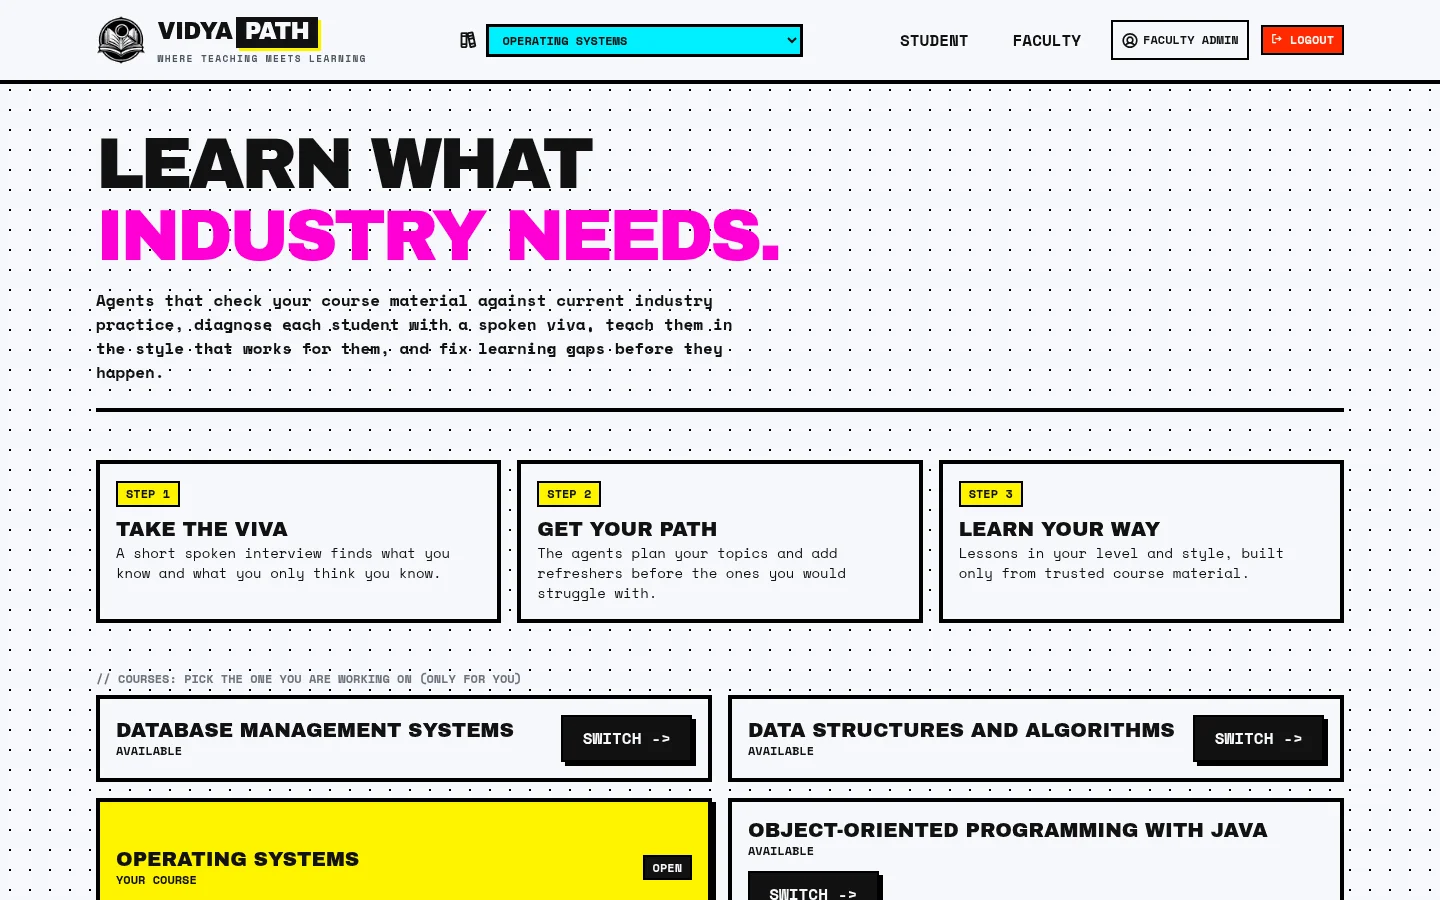 VIDYA PATH
WHERE TEACHING MEETS LEARNING
OPERATING SYSTEMS
STUDENT
FACULTY
FACULTY ADMIN
LOGOUT
LEARN WHAT
INDUSTRY NEEDS.
Agents that check your course material against current industry
practice, diagnose each student with a spoken viva, teach them in
the style that works for them, and fix learning gaps before they
happen.
STEP 1
TAKE THE VIVA
A short spoken interview finds what you
know and what you only think you know.
STEP 2
GET YOUR PATH
The agents plan your topics and add
refreshers before the ones you would
struggle with.
STEP 3
LEARN YOUR WAY
Lessons in your level and style, built
only from trusted course material.
// COURSES: PICK THE ONE YOU ARE WORKING ON (ONLY FOR YOU)
DATABASE MANAGEMENT SYSTEMS
AVAILABLE
SWITCH ->
DATA STRUCTURES AND ALGORITHMS
AVAILABLE
SWITCH ->
OPERATING SYSTEMS
YOUR COURSE
OPEN
OBJECT-ORIENTED PROGRAMMING WITH JAVA
AVAILABLE
SWITCH ->